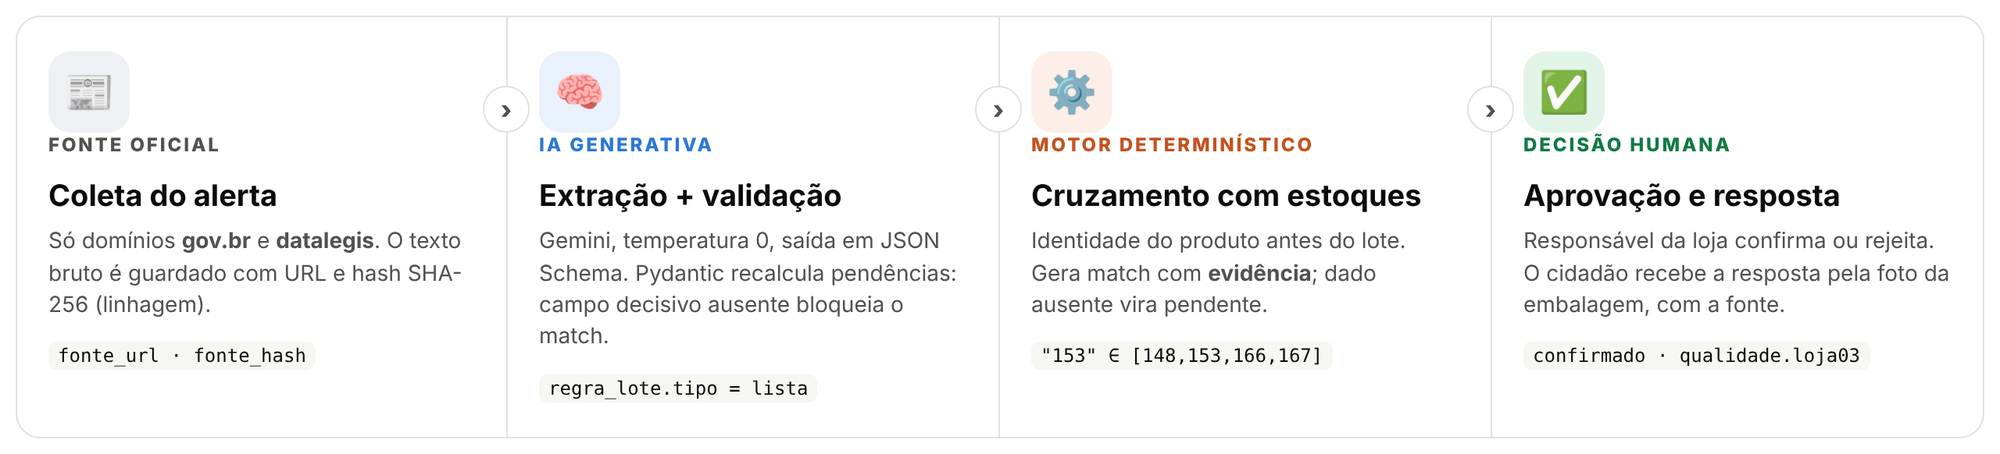 FONTE OFICIAL
Coleta do alerta
Só domínios gov.br e datalegis. O texto
bruto é guardado com URL e hash SHA-
256 (linhagem).
fonte_url · fonte_hash
›
IA GENERATIVA
Extração + validação
Gemini, temperatura 0, saída em JSON
Schema. Pydantic recalcula pendências:
campo decisivo ausente bloqueia o
match.
regra_lote.tipo = lista
›
MOTOR DETERMINÍSTICO
Cruzamento com estoques
Identidade do produto antes do lote.
Gera match com evidência; dado
ausente vira pendente.
"153" ∈ [148,153,166,167]
›
DECISÃO HUMANA
Aprovação e resposta
Responsável da loja confirma ou rejeita.
O cidadão recebe a resposta pela foto da
embalagem, com a fonte.
confirmado · qualidade.loja03